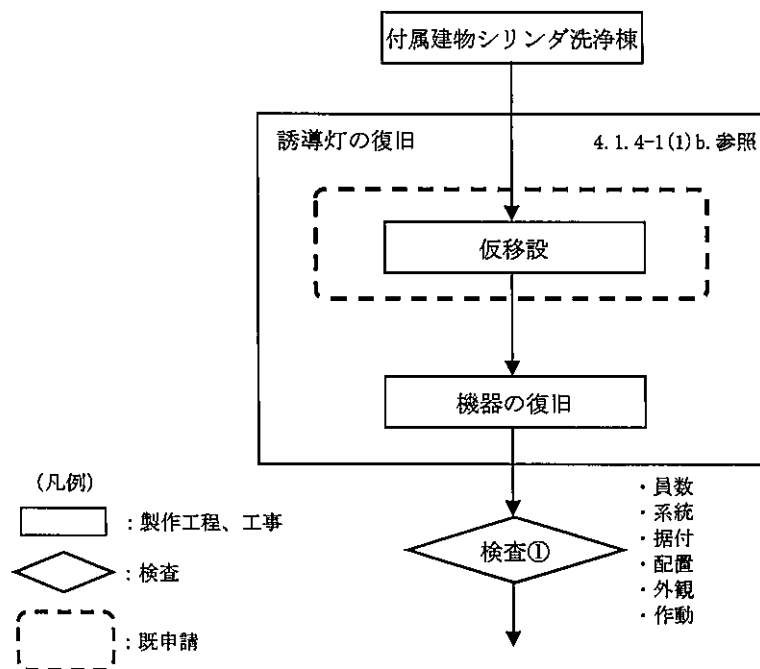 付属建物シリンダ洗浄棟
誘導灯の復旧
4.1.4-1(1)b.参照
仮移設
機器の復旧
検査①
・員数
・系統
・据付
・配置
・外観
・作動
(凡例)
：製作工程、工事
：検査
：既申請